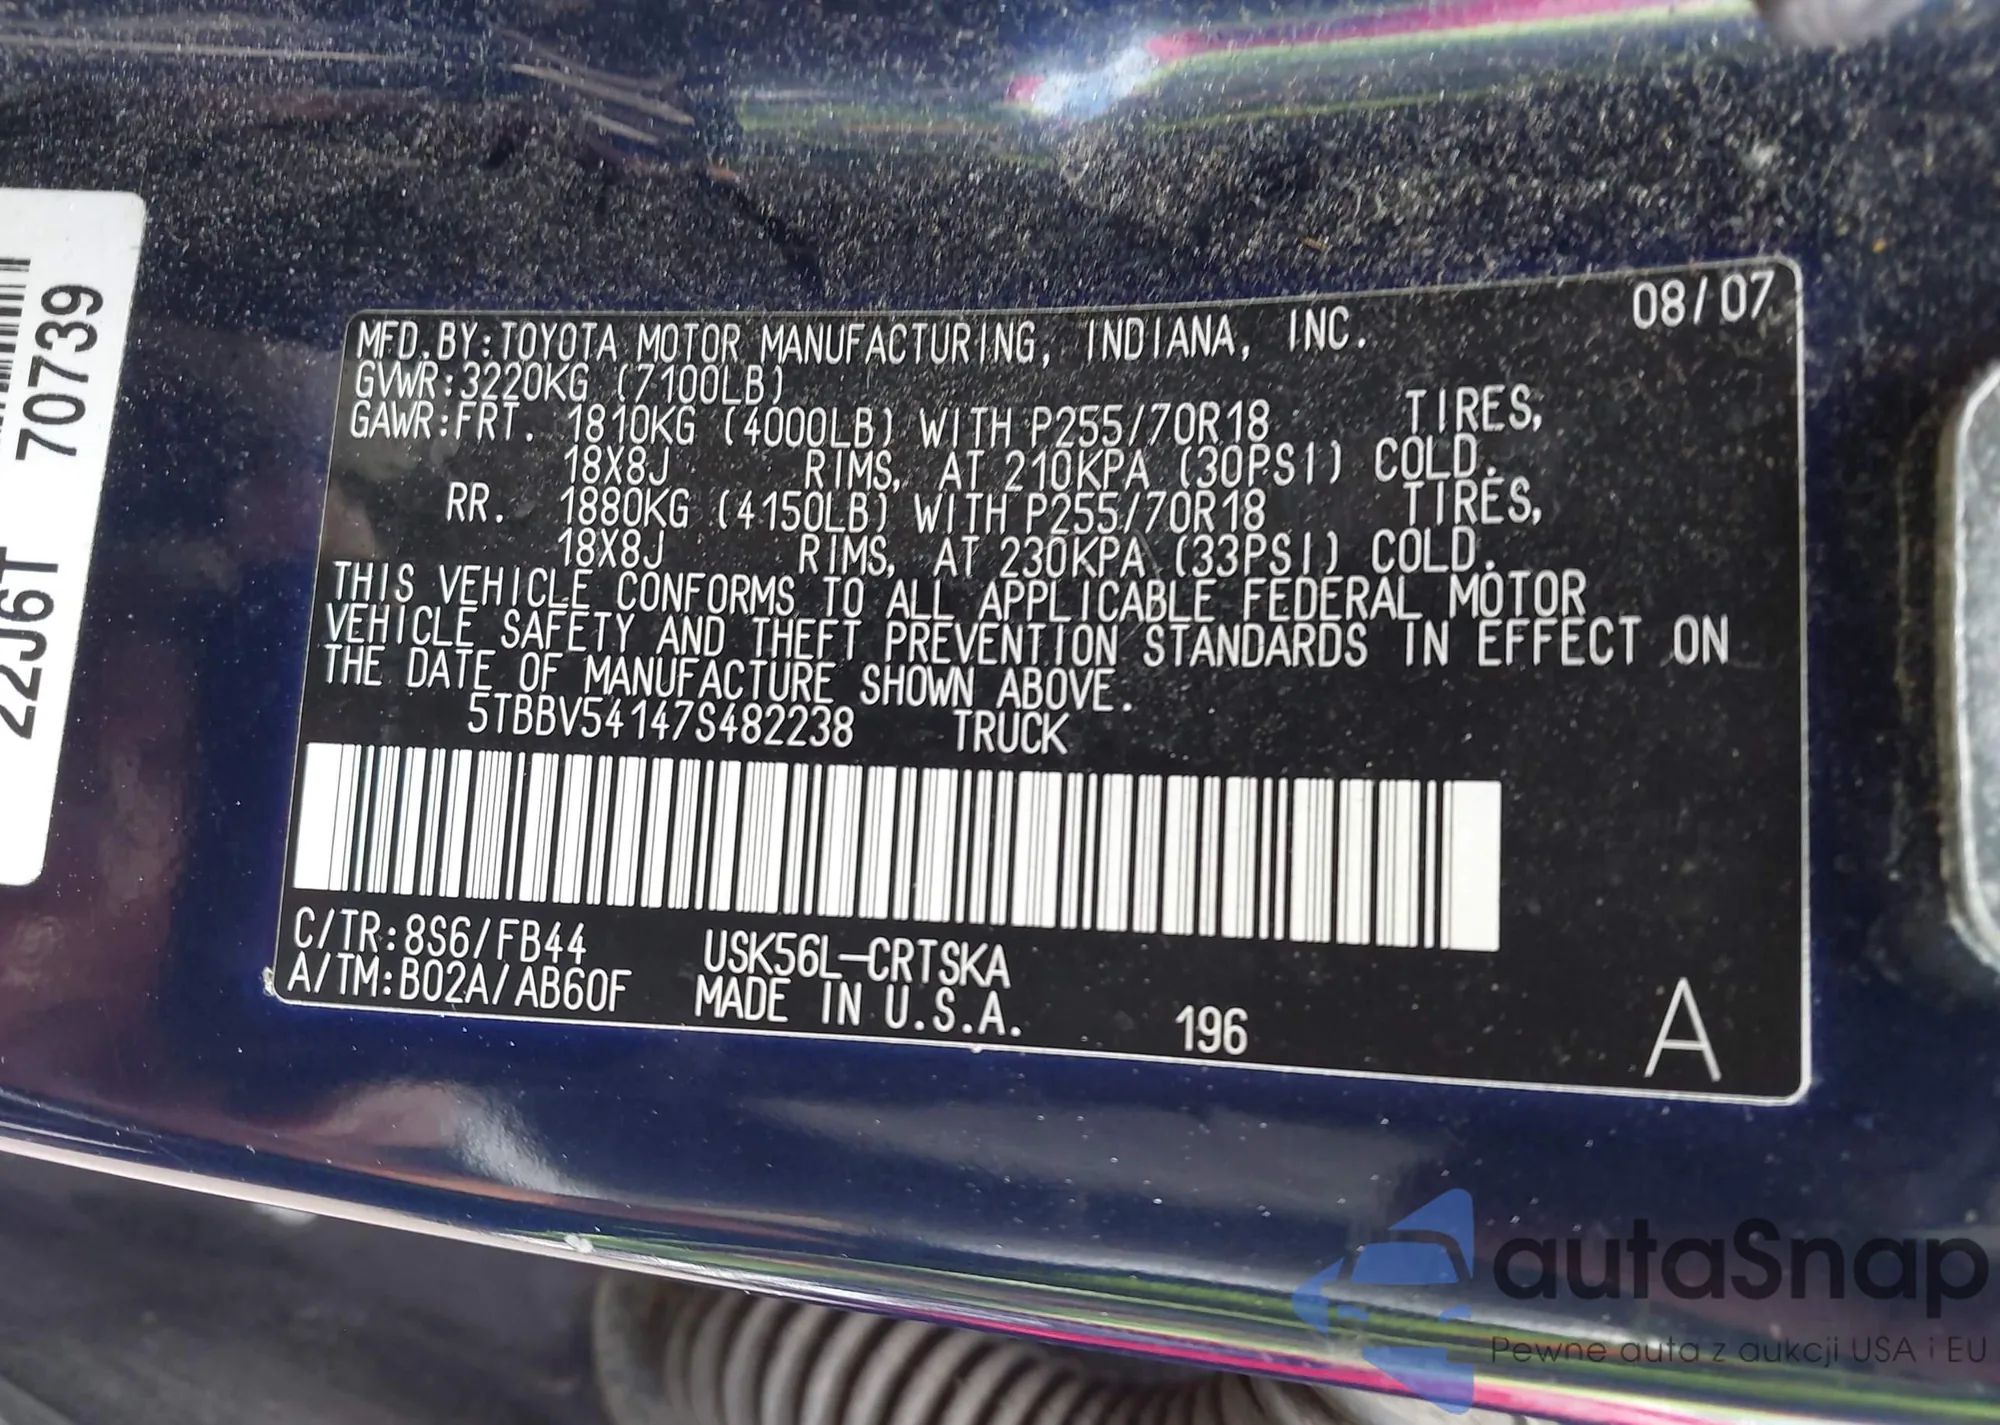 08/07
MFD.BY:TOYOTA MOTOR MANUFACTURING, INDIANA, INC.
GVWR:3220KG (7100LB)
GAWR:FRT. 1810KG (4000LB) WITH P255/70R18 TIRES,
18X8J RIMS, AT 210KPA (30PSI) COLD.
RR. 1880KG (4150LB) WITH P255/70R18 TIRES,
18X8J RIMS, AT 230KPA (33PSI) COLD.
THIS VEHICLE CONFORMS TO ALL APPLICABLE FEDERAL MOTOR
VEHICLE SAFETY AND THEFT PREVENTION STANDARDS IN EFFECT ON
THE DATE OF MANUFACTURE SHOWN ABOVE.
5TBBV54147S482238 TRUCK
C/TR:8S6/FB44 USK56L-CRTSKA
A/TM:B02A/AB60F MADE IN U.S.A. 196 A
22J6T 70739
autaSnap
Pewne auta z aukcji USA i EU